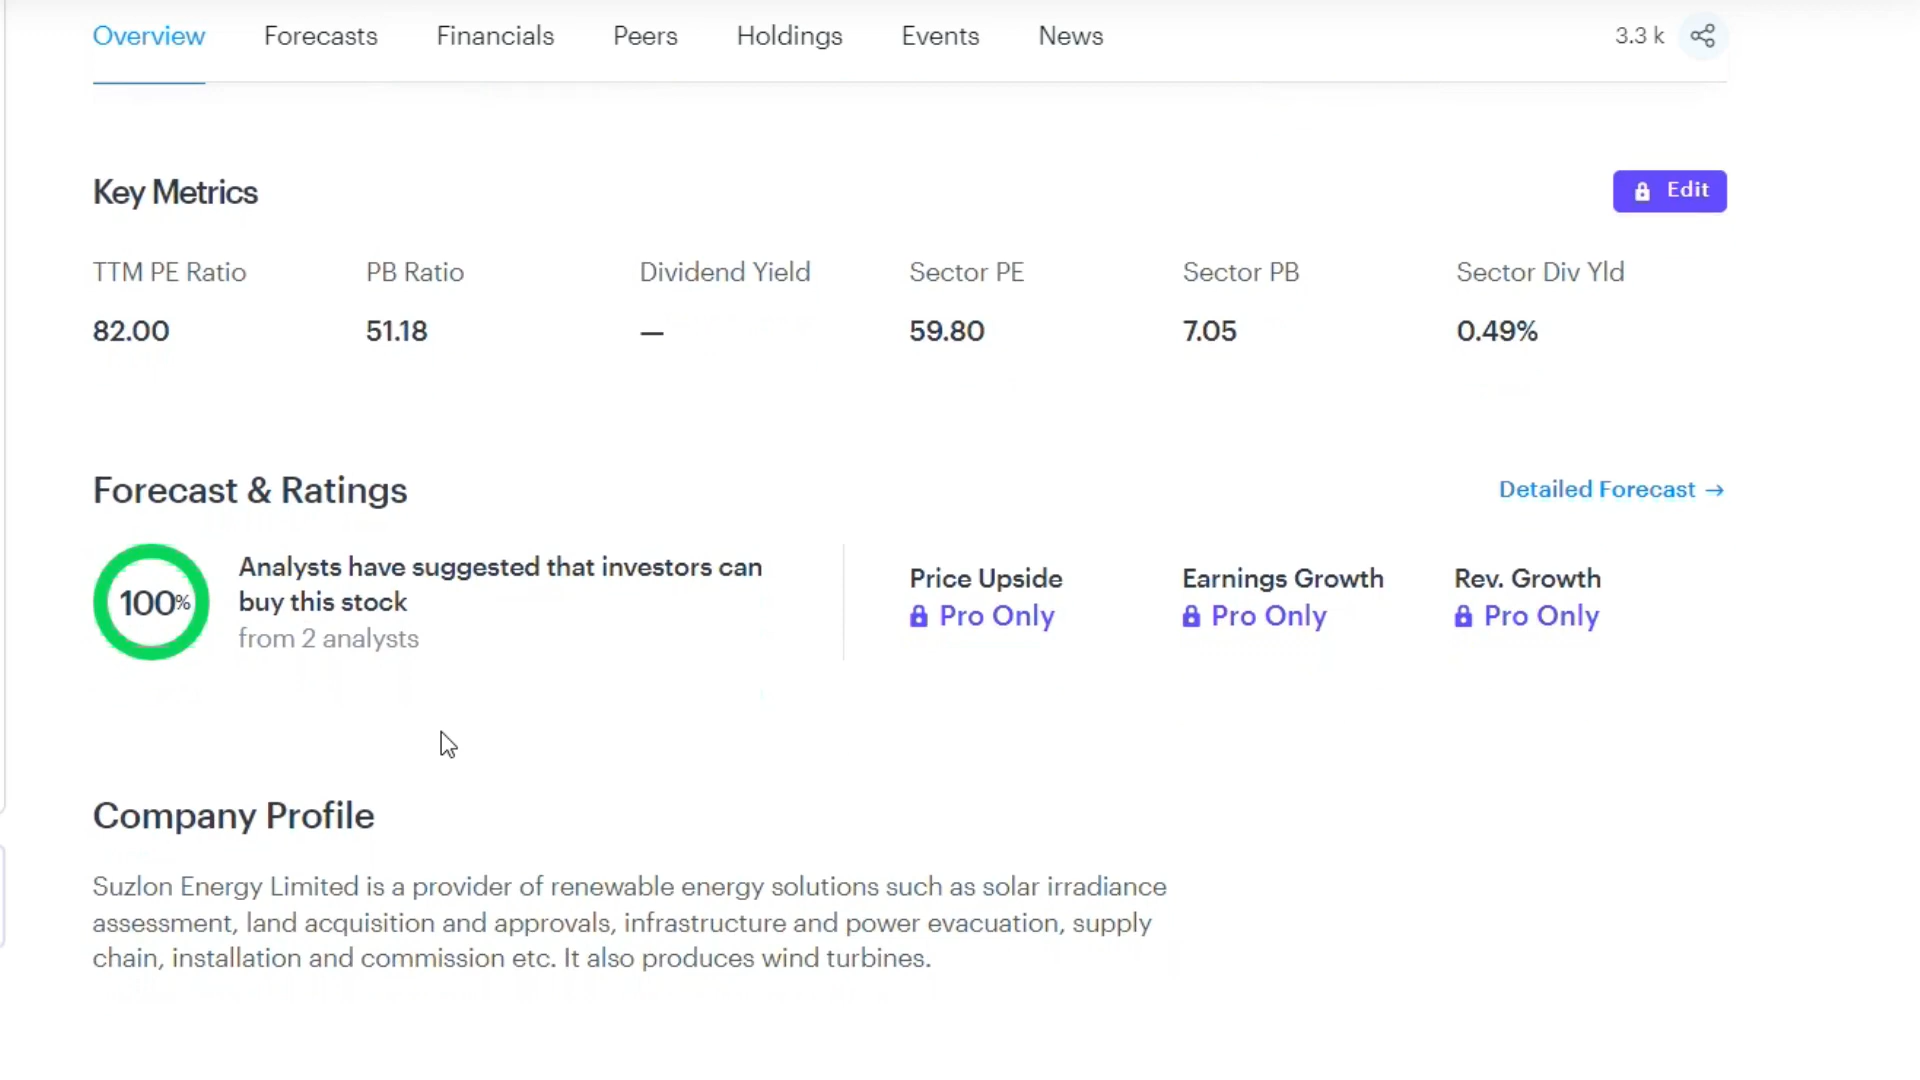 Overview Forecasts Financials Peers Holdings Events News 3.3 k
Key Metrics Edit
TTM PE Ratio PB Ratio Dividend Yield Sector PE Sector PB Sector Div Yld
82.00 51.18 — 59.80 7.05 0.49%
Forecast & Ratings Detailed Forecast →
100%
Analysts have suggested that investors can
buy this stock
from 2 analysts
Price Upside Earnings Growth Rev. Growth
Pro Only Pro Only Pro Only
Company Profile
Suzlon Energy Limited is a provider of renewable energy solutions such as solar irradiance
assessment, land acquisition and approvals, infrastructure and power evacuation, supply
chain, installation and commission etc. It also produces wind turbines.